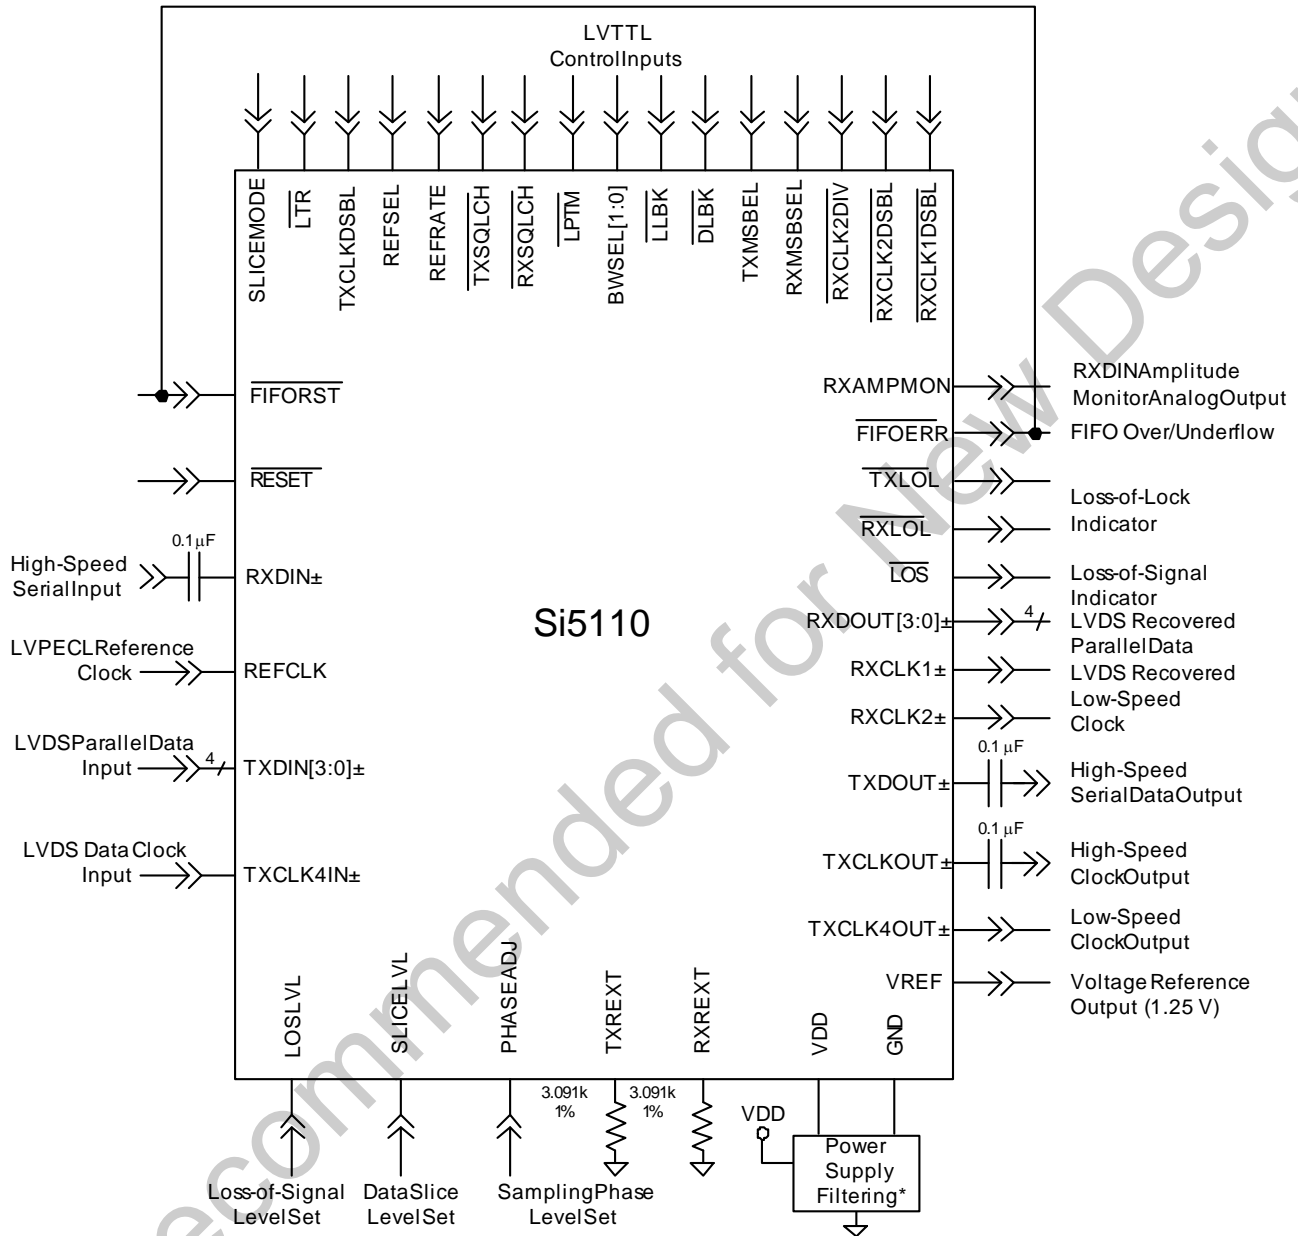 LVTTL
ControlInputs
SLICEMODE
LTR
TXCLKDSBL
REFSEL
REFRATE
TXSQLCH
RXSQLCH
LPTM
BWSEL[1:0]
LLBK
DLBK
TXMSBEL
RXMSBSEL
RXCLK2DIV
RXCLK2DSBL
RXCLK1DSBL
FIFORST
RESET
0.1μF
High-Speed
SerialInput
RXDIN±
LVPECLReference
Clock
REFCLK
LVDSParallelData
Input
4
TXDIN[3:0]±
LVDS DataClock
Input
TXCLK4IN±
Si5110
RXAMPMON
RXDINAmplitude
MonitorAnalogOutput
FIFOERR
FIFO Over/Underflow
TXLOL
RXLOL
Loss-of-Lock
Indicator
LOS
Loss-of-Signal
Indicator
RXDOUT[3:0]±
4
LVDS Recovered
ParallelData
RXCLK1±
LVDS Recovered
RXCLK2±
Low-Speed
Clock
0.1 μF
TXDOUT±
High-Speed
SerialDataOutput
0.1 μF
TXCLKOUT±
High-Speed
ClockOutput
TXCLK4OUT±
Low-Speed
ClockOutput
VREF
VoltageReference
Output (1.25 V)
LOSLVL
SLICELVL
PHASEADJ
TXREXT
RXREXT
VDD
GND
3.091k
1%
3.091k
1%
VDD
Power
Supply
Filtering*
Loss-of-Signal
LevelSet
DataSlice
LevelSet
SamplingPhase
LevelSet
ecommended for New Desig